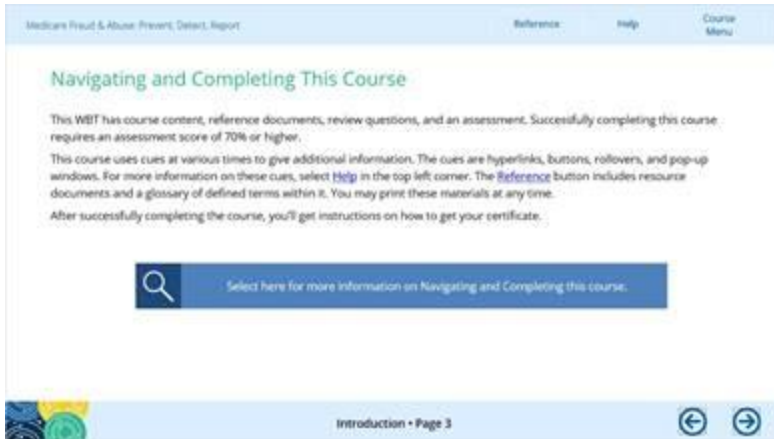 Medicare Fraud & Abuse: Prevent, Detect, Report
Reference
Help
Course
Menu
Navigating and Completing This Course
This WBT has course content, reference documents, review questions, and an assessment. Successfully completing this course
requires an assessment score of 70% or higher.
This course uses cues at various times to give additional information. The cues are hyperlinks, buttons, rollovers, and pop-up
windows. For more information on these cues, select Help in the top left corner. The Reference button includes resource
documents and a glossary of defined terms within it. You may print these materials at any time.
After successfully completing the course, you'll get instructions on how to get your certificate.
Select here for more information on Navigating and Completing this course.
Introduction • Page 3